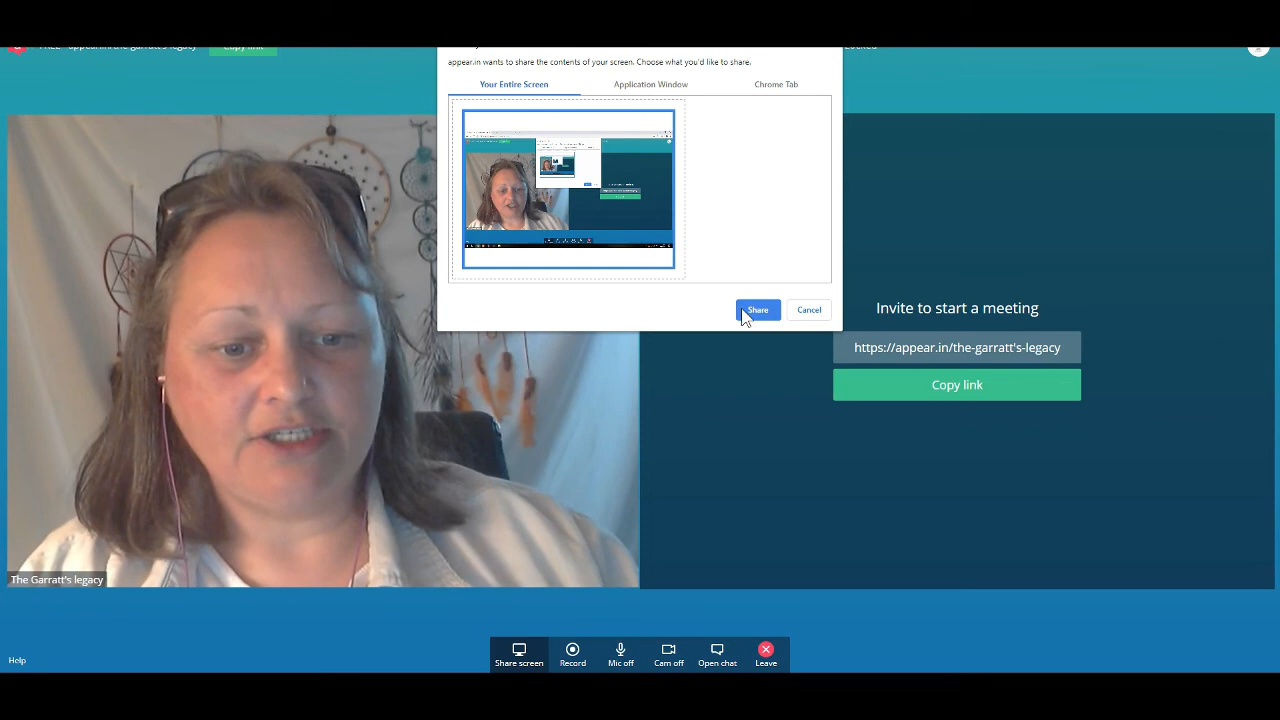 Copy link
appear.in wants to share the contents of your screen. Choose what you'd like to share.
Your Entire Screen
Application Window
Chrome Tab
Share
Cancel
Invite to start a meeting
https://appear.in/the-garratt's-legacy
Copy link
The Garratt's legacy
Help
Share screen
Record
Mic off
Cam off
Open chat
Leave